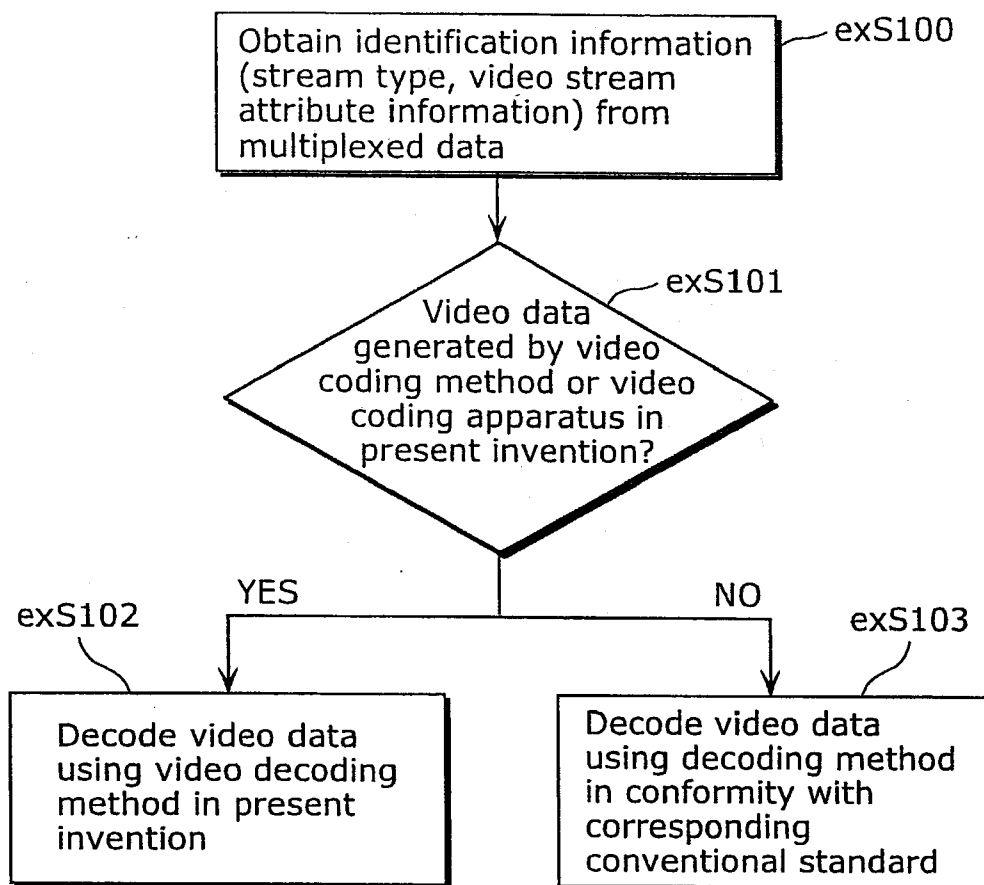 Obtain identification information
(stream type, video stream
attribute information) from
multiplexed data
exS100
exS101
Video data
generated by video
coding method or video
coding apparatus in
present invention?
YES
NO
exS102
exS103
Decode video data
using video decoding
method in present
invention
Decode video data
using decoding method
in conformity with
corresponding
conventional standard